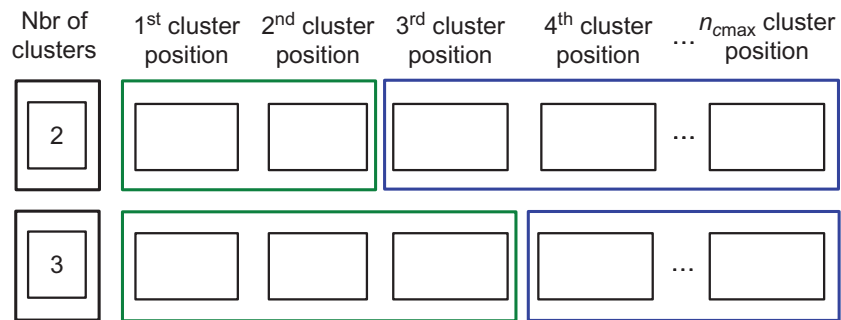 Nbr of clusters
1st cluster position
2nd cluster position
3rd cluster position
4th cluster position
... ncmax cluster position
2
...
3
...